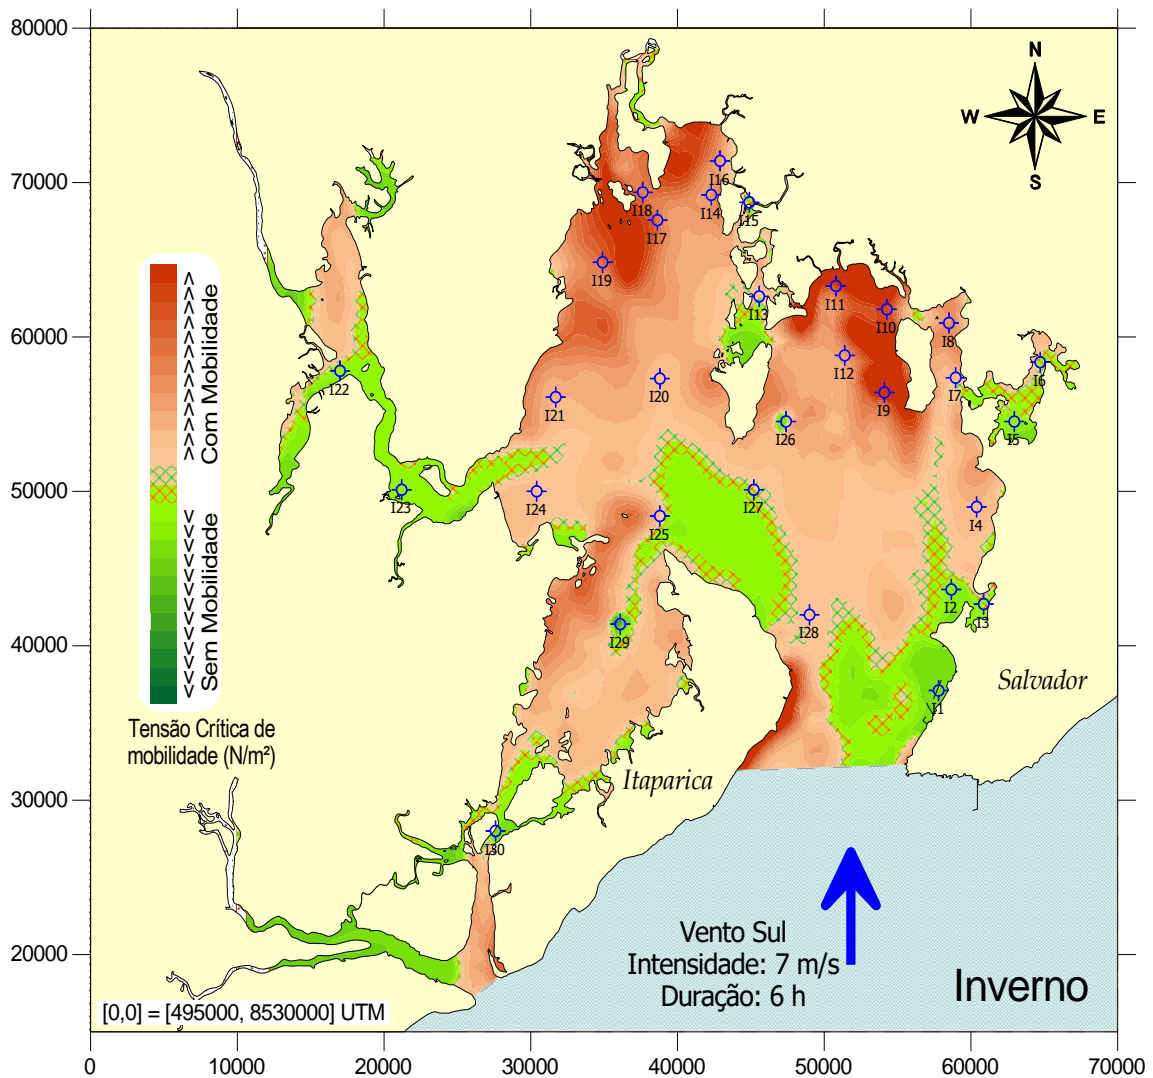 80000
70000
60000
50000
40000
30000
20000
N
W
E
S
I16
I18
I14
I15
I17
I19
I13
I11
I10
I8
I12
I6
I22
I20
I7
I21
I9
I26
I5
I23
I24
I27
I25
I4
I2
I3
I29
I28
I1
I30
Com Mobilidade >>>>>>>>>>
Sem Mobilidade <<<<<<<<<<
Tensão Crítica de
mobilidade (N/m²)
Salvador
Itaparica
Vento Sul
Intensidade: 7 m/s
Duração: 6 h
Inverno
[0,0] = [495000, 8530000] UTM
0
10000
20000
30000
40000
50000
60000
70000